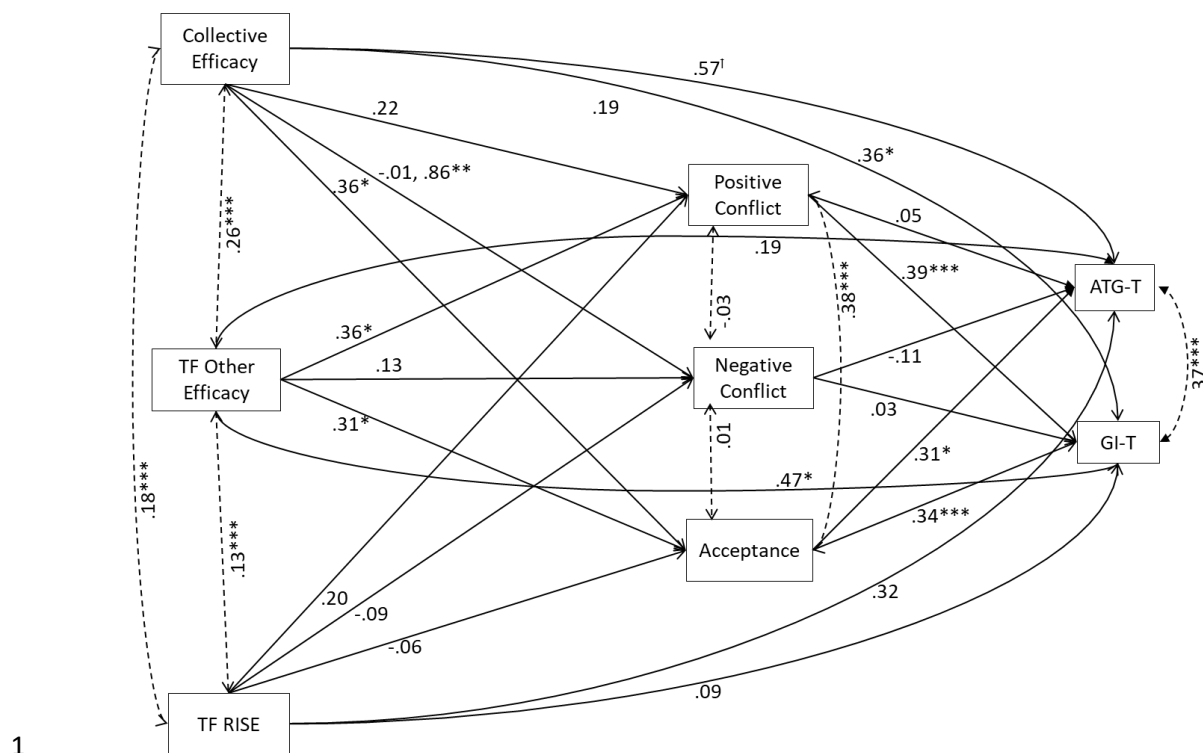 Collective
Efficacy
.57†
.22
.19
.36*
-.01, .86**
.36*
Positive
Conflict
.05
.26***
.19
.39***
.38***
ATG-T
-.03
.36*
TF Other
Efficacy
.13
Negative
Conflict
-.11
.37***
.03
.31*
.01
GI-T
.31*
.18***
.47*
.34***
.13***
Acceptance
.20
-.09
.32
-.06
.09
TF RISE
1